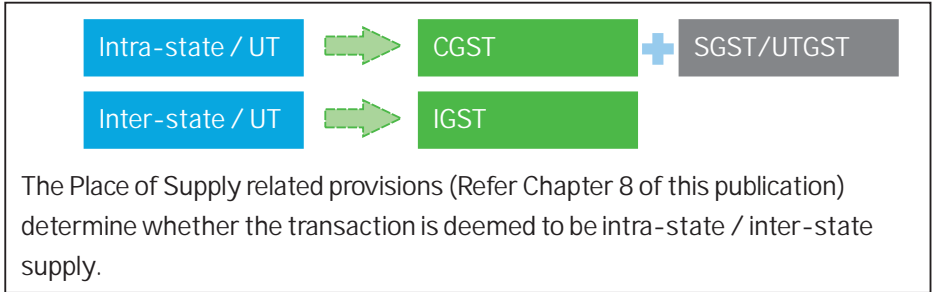 Intra-state / UT CGST SGST/UTGST
Inter-state / UT IGST
The Place of Supply related provisions (Refer Chapter 8 of this publication)
determine whether the transaction is deemed to be intra-state / inter-state
supply.